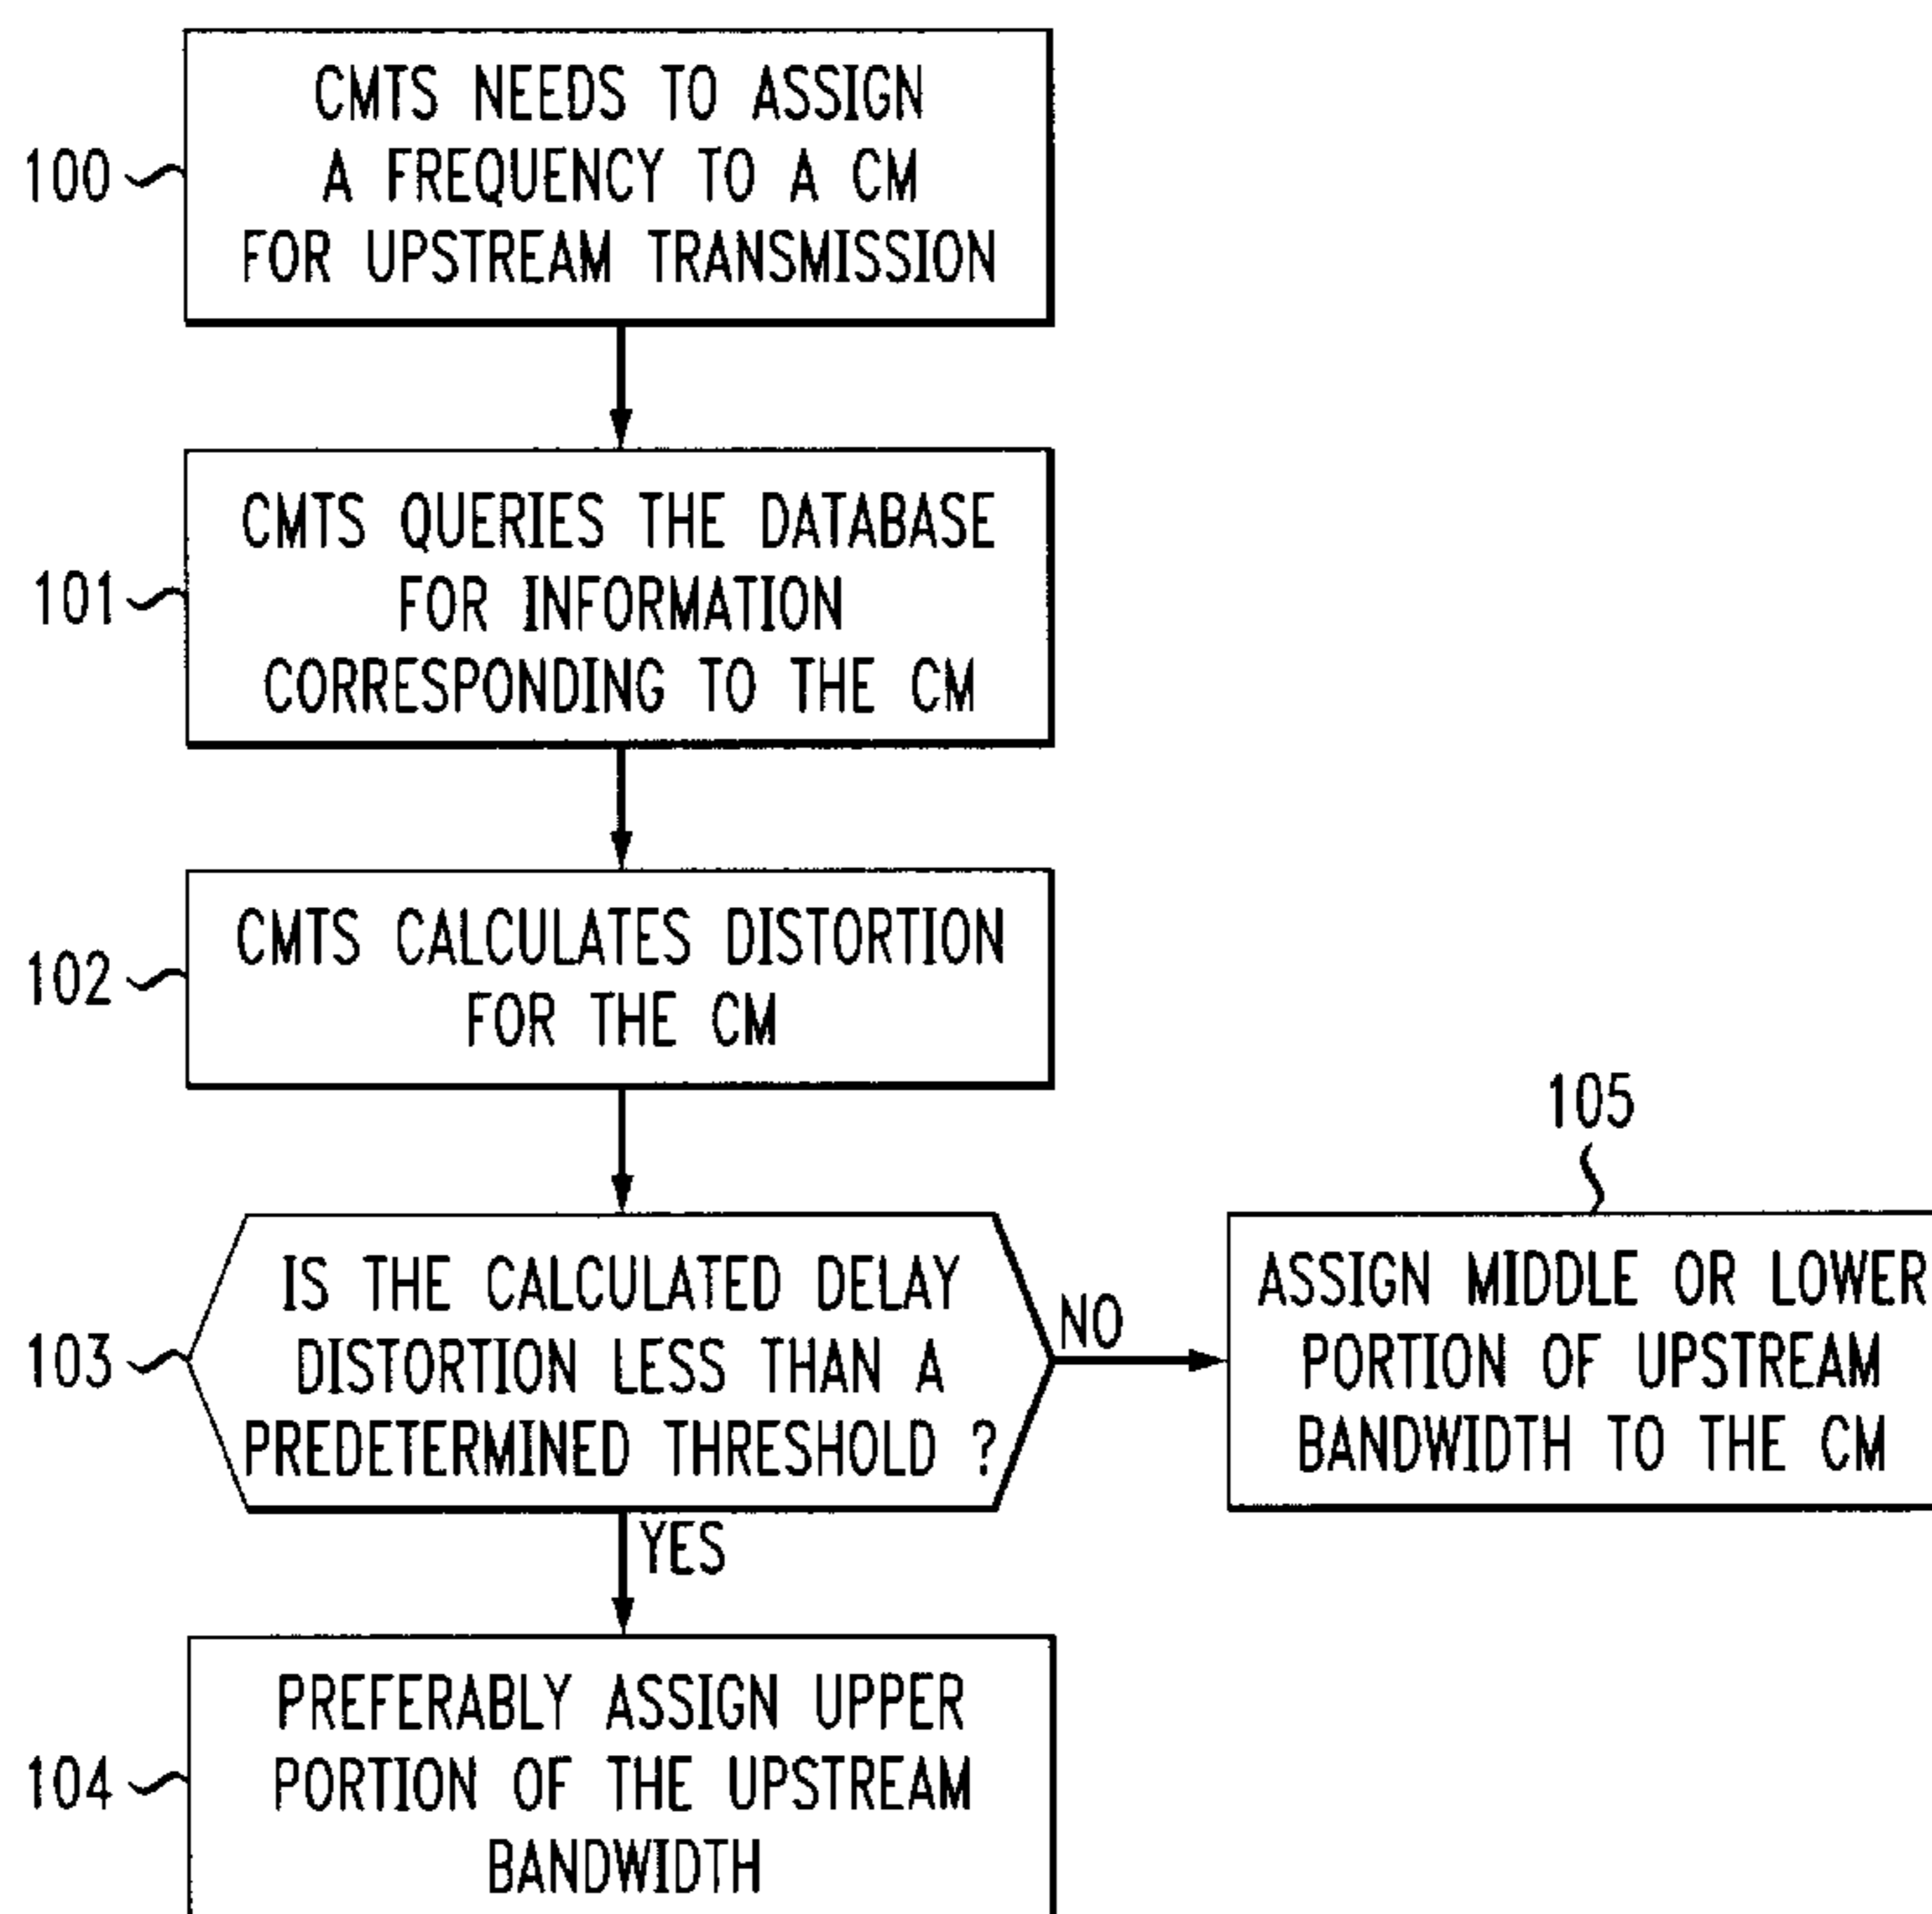 100
CMTS NEEDS TO ASSIGN
A FREQUENCY TO A CM
FOR UPSTREAM TRANSMISSION
101
CMTS QUERIES THE DATABASE
FOR INFORMATION
CORRESPONDING TO THE CM
102
CMTS CALCULATES DISTORTION
FOR THE CM
103
IS THE CALCULATED DELAY
DISTORTION LESS THAN A
PREDETERMINED THRESHOLD ?
NO
105
ASSIGN MIDDLE OR LOWER
PORTION OF UPSTREAM
BANDWIDTH TO THE CM
YES
104
PREFERABLY ASSIGN UPPER
PORTION OF THE UPSTREAM
BANDWIDTH